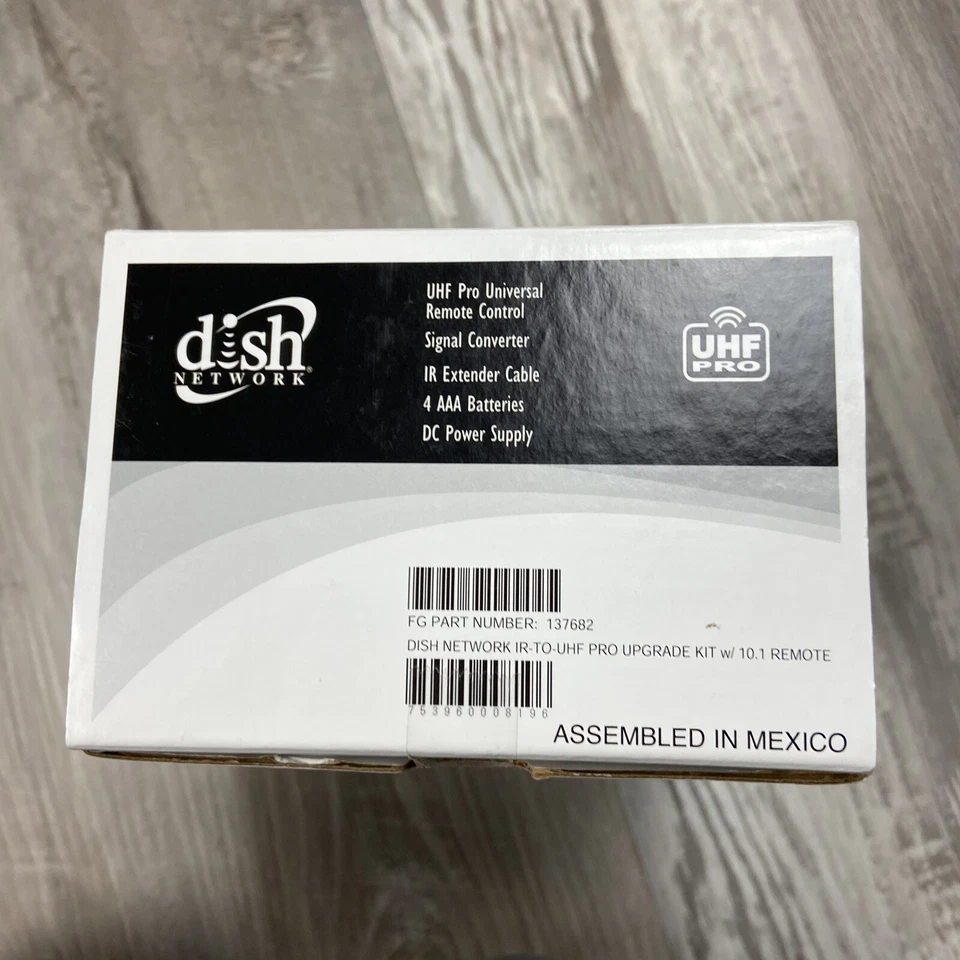 dish
NETWORK®
UHF Pro Universal
Remote Control
Signal Converter
IR Extender Cable
4 AAA Batteries
DC Power Supply
UHF
PRO
FG PART NUMBER: 137682
DISH NETWORK IR-TO-UHF PRO UPGRADE KIT w/ 10.1 REMOTE
753960008196
ASSEMBLED IN MEXICO